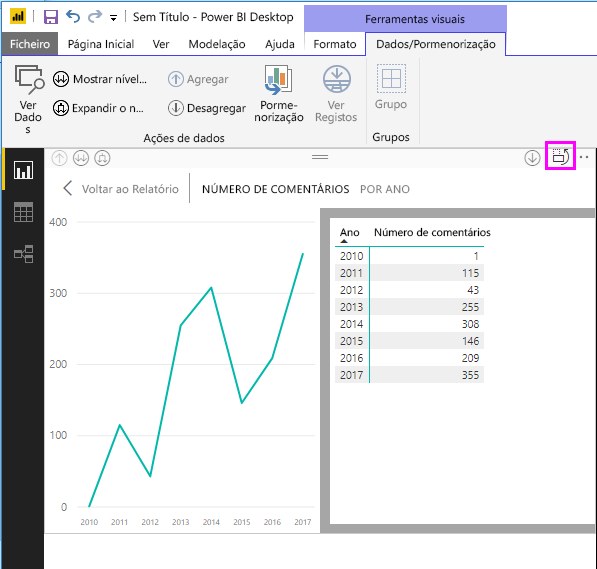 Sem Título - Power BI Desktop
Ferramentas visuais
Ficheiro Página Inicial Ver Modelação Ajuda Formato Dados/Pormenorização
Ver Dados
Mostrar nível...
Expandir o n...
Agregar
Desagregar
Porme-
norização
Ver
Registos
Grupo
Ações de dados
Grupos
Voltar ao Relatório
NÚMERO DE COMENTÁRIOS POR ANO
400
300
200
100
0
2010 2011 2012 2013 2014 2015 2016 2017
Ano Número de comentários
2010 1
2011 115
2012 43
2013 255
2014 308
2015 146
2016 209
2017 355